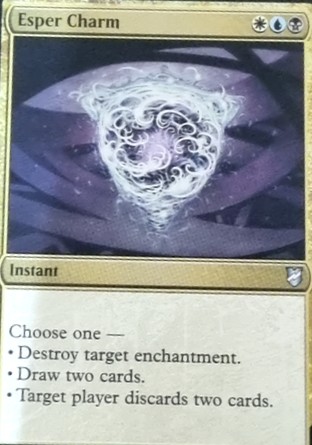 Esper Charm
Instant
Choose one —
• Destroy target enchantment.
• Draw two cards.
• Target player discards two cards.